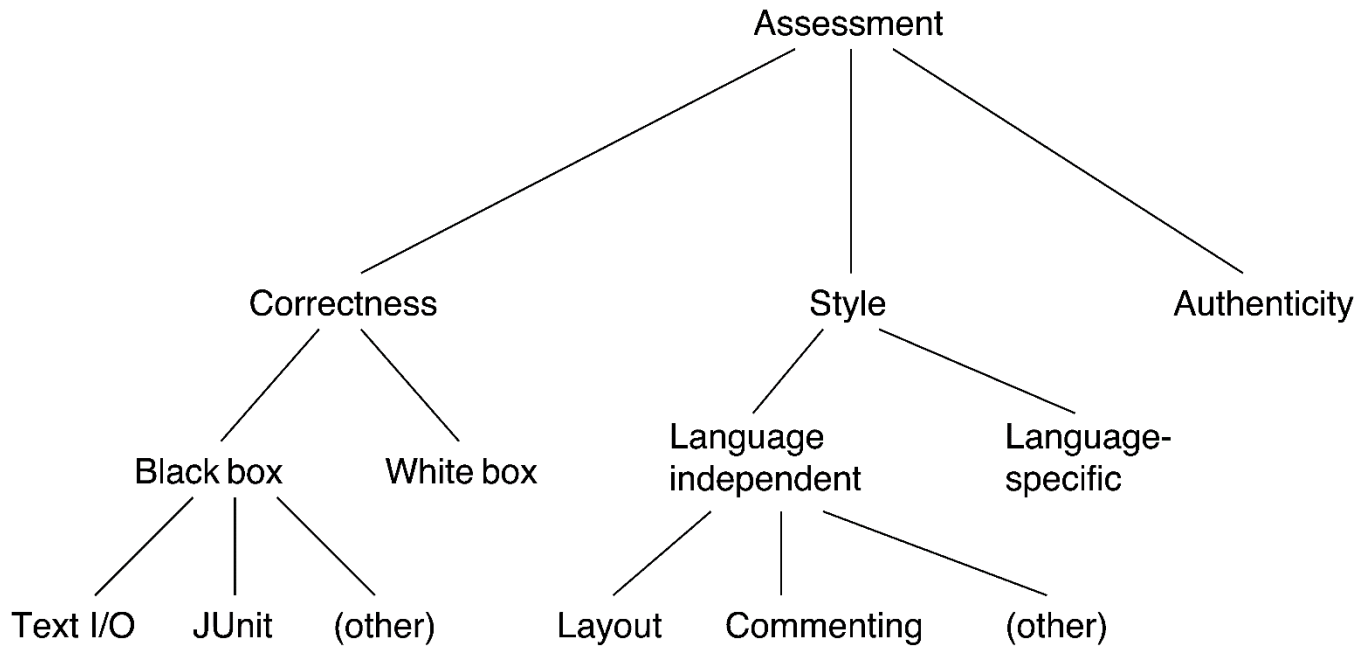 Assessment
Correctness
Style
Authenticity
Black box
White box
Language
independent
Language-
specific
Text I/O
JUnit
(other)
Layout
Commenting
(other)